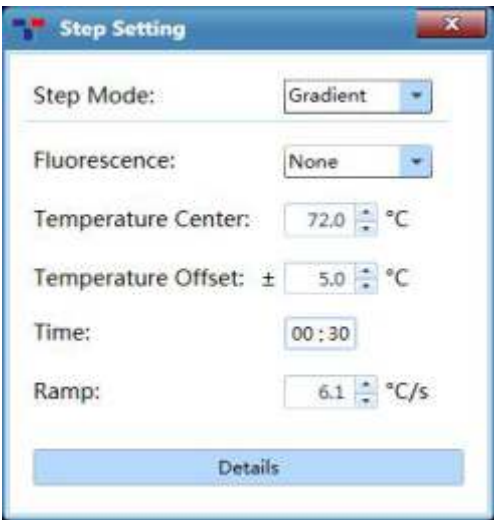 Step Setting
Step Mode: Gradient
Fluorescence: None
Temperature Center: 72.0 °C
Temperature Offset: ± 5.0 °C
Time: 00:30
Ramp: 6.1 °C/s
Details